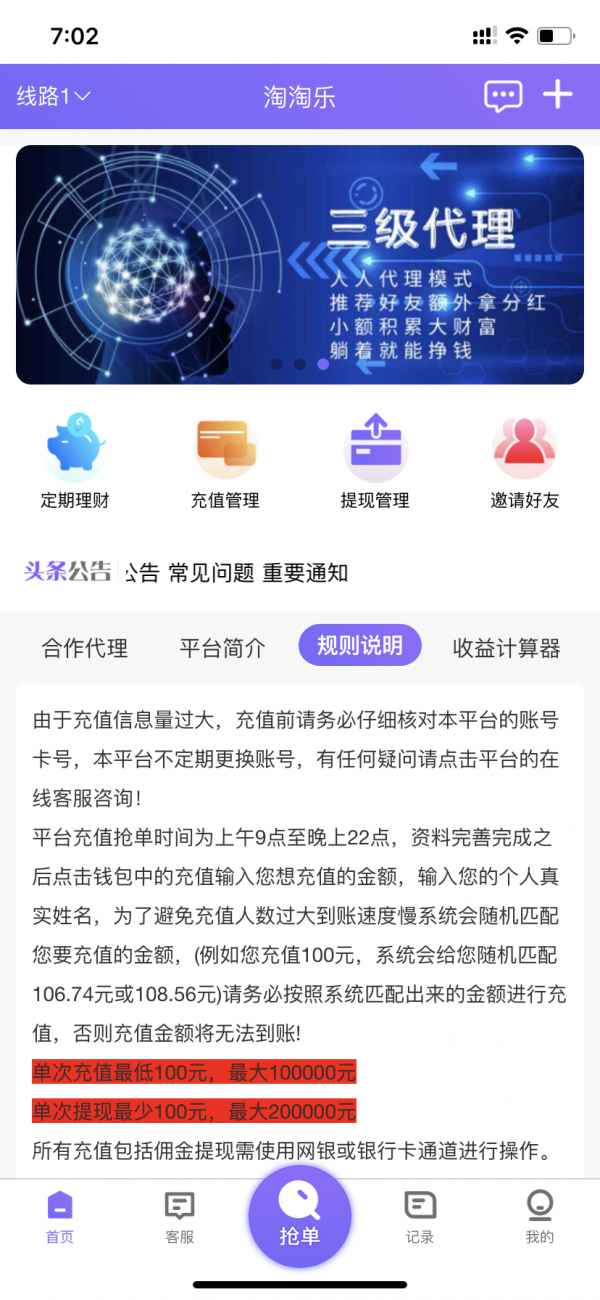 7:02
线路1
淘淘乐
三级代理
人人代理模式
推荐好友额外拿分红
小额积累大财富
躺着就能挣钱
定期理财
充值管理
提现管理
邀请好友
头条公告
公告 常见问题 重要通知
合作代理
平台简介
规则说明
收益计算器
由于充值信息量过大，充值前请务必仔细核对本平台的账号
卡号，本平台不定期更换账号，有任何疑问请点击平台的在
线客服咨询！
平台充值抢单时间为上午9点至晚上22点，资料完善完成之
后点击钱包中的充值输入您想充值的金额，输入您的个人真
实姓名，为了避免充值人数过大到账速度慢系统会随机匹配
您要充值的金额，(例如您充值100元，系统会给您随机匹配
106.74元或108.56元)请务必按照系统匹配出来的金额进行充
值，否则充值金额将无法到账!
单次充值最低100元，最大100000元
单次提现最少100元，最大200000元
所有充值包括佣金提现需使用网银或银行卡通道进行操作。
首页
客服
抢单
记录
我的